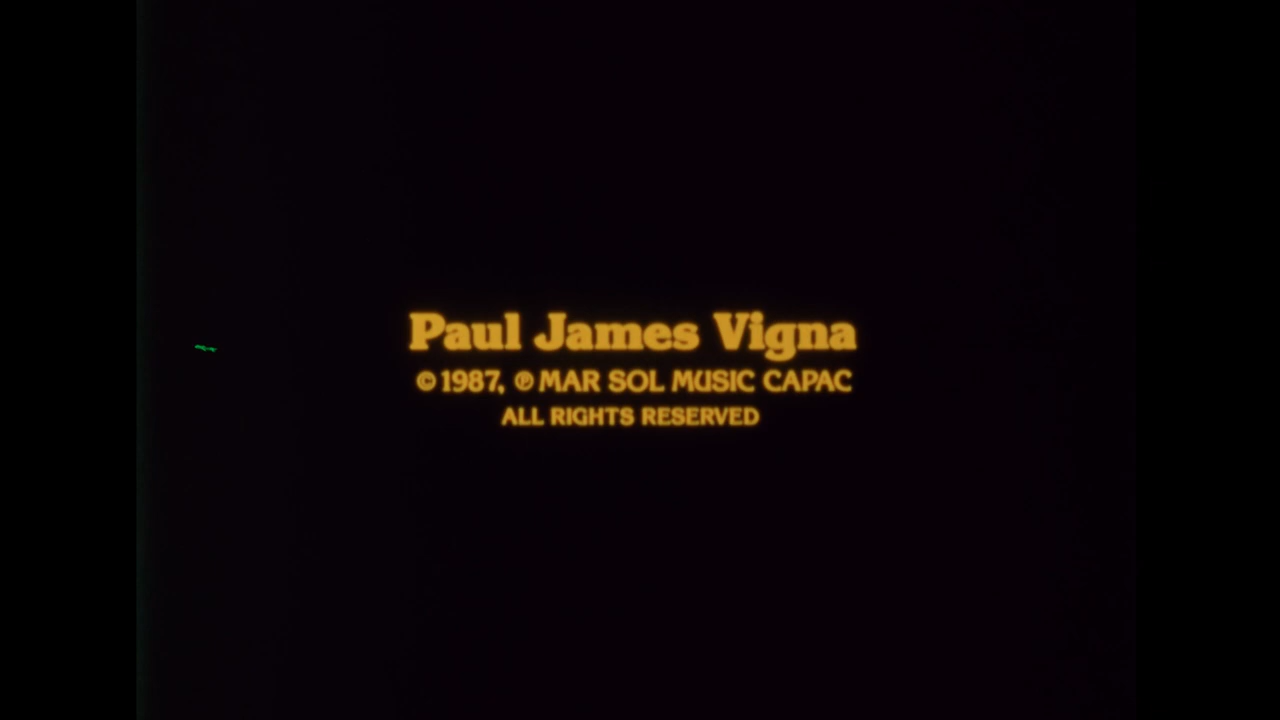 Paul James Vigna
© 1987, ℗ MAR SOL MUSIC CAPAC
ALL RIGHTS RESERVED